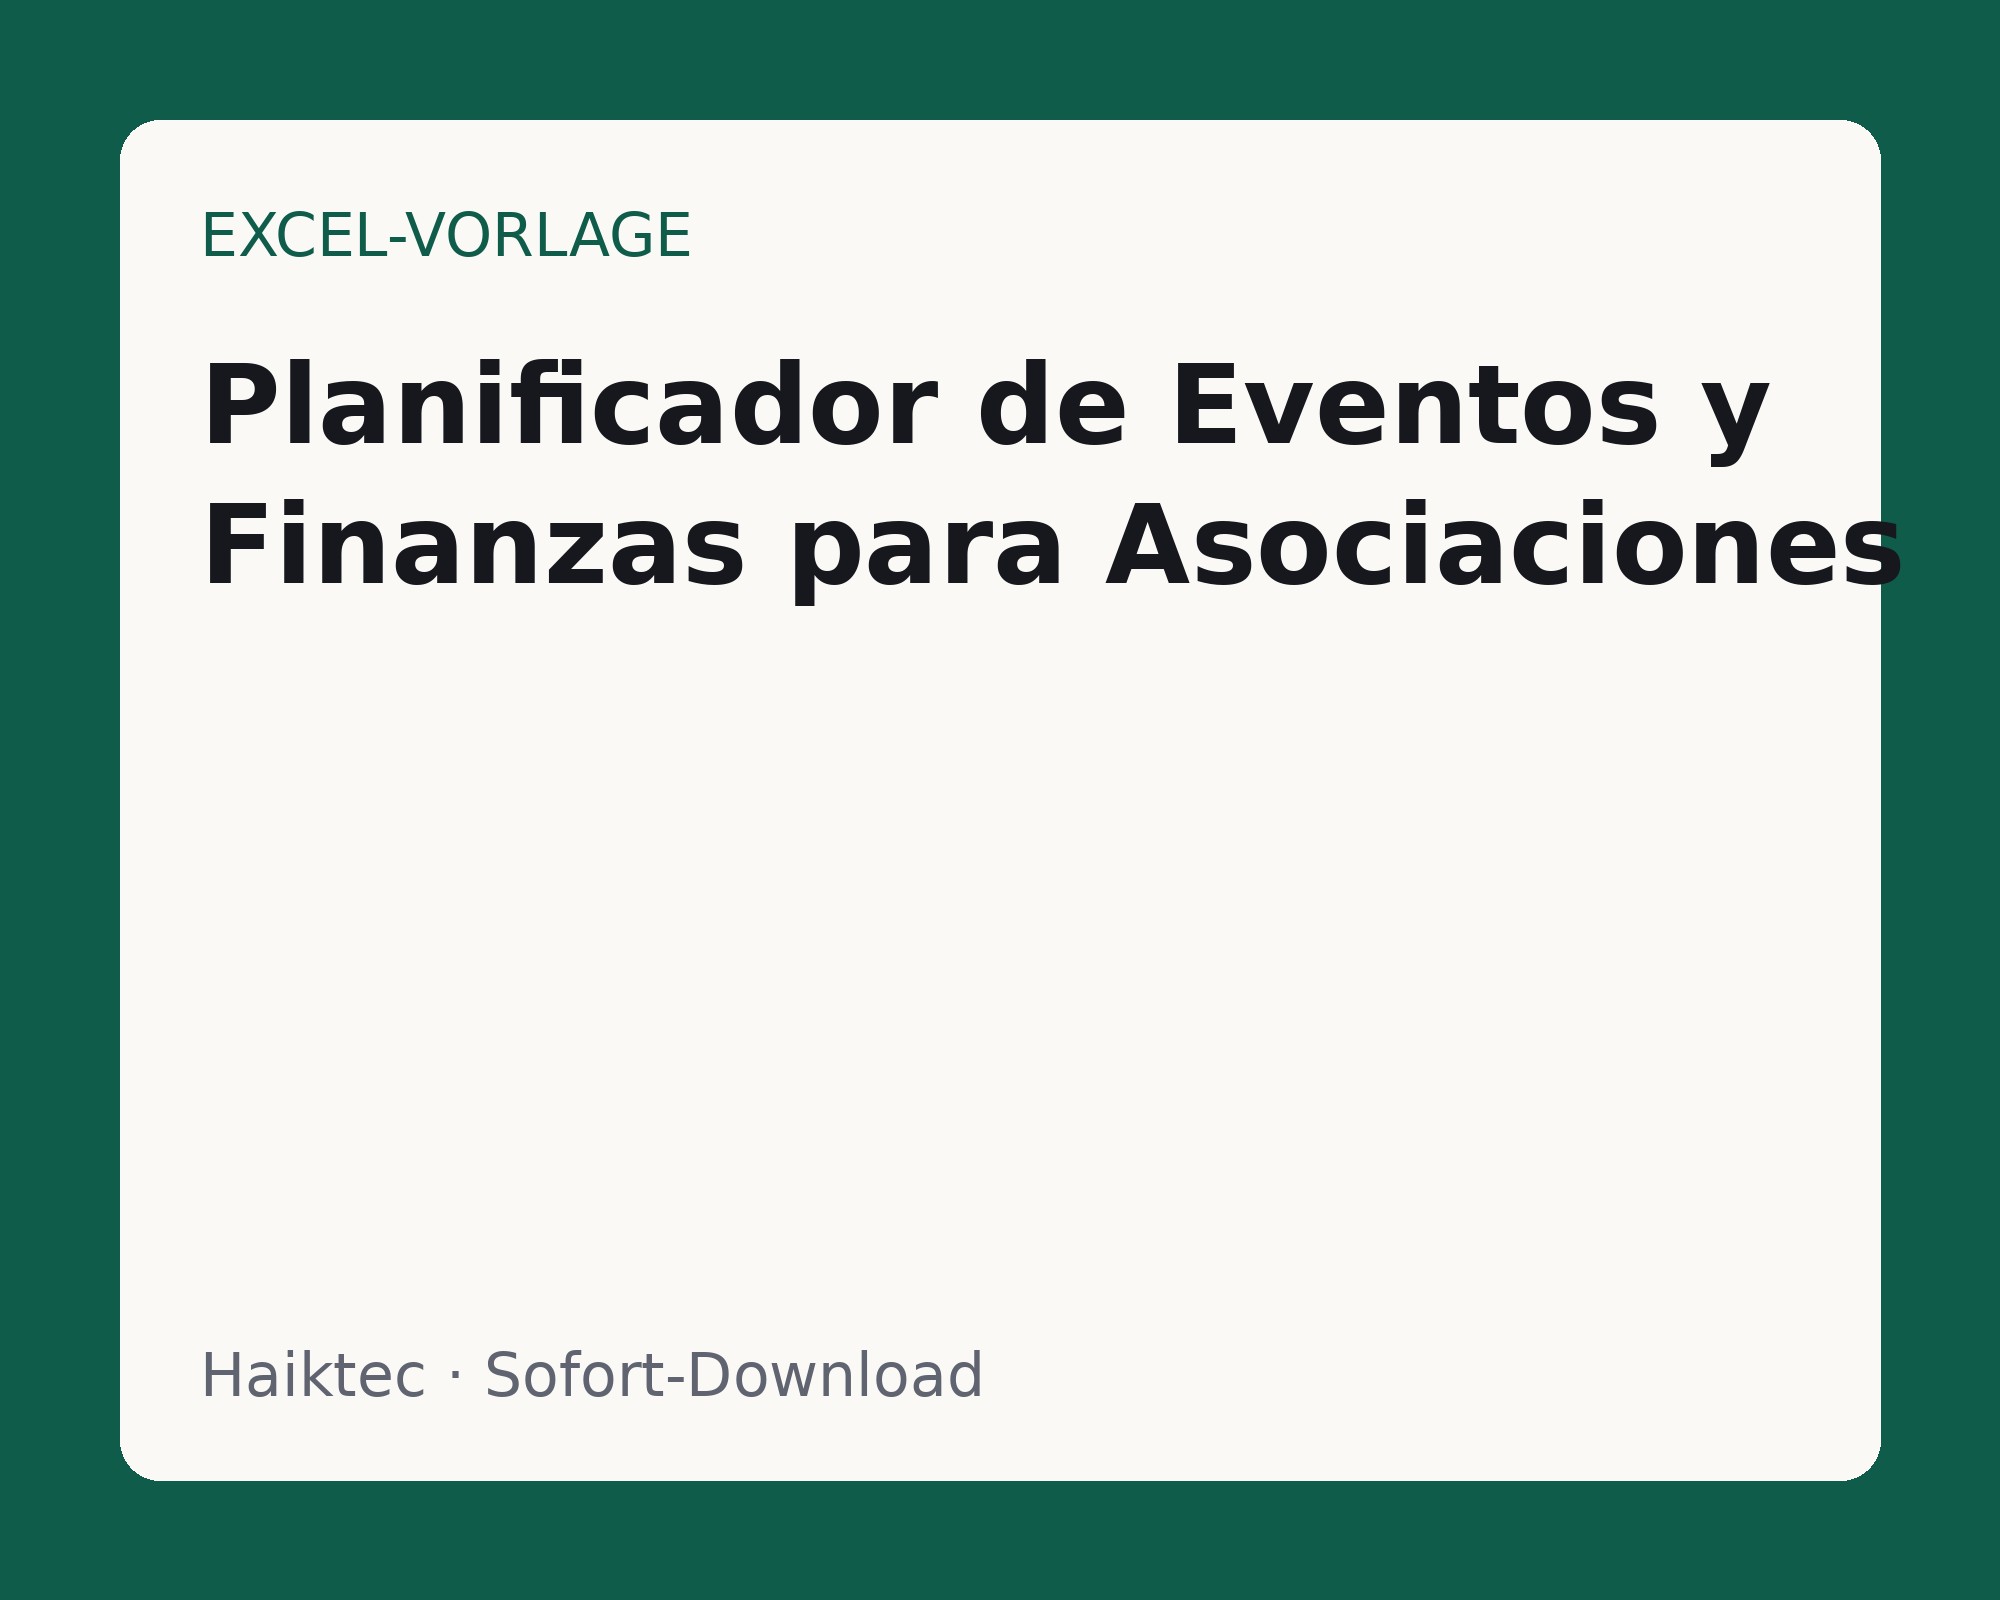 EXCEL-VORLAGE
Planificador de Eventos y
Finanzas para Asociaciones
Haiktec · Sofort-Download